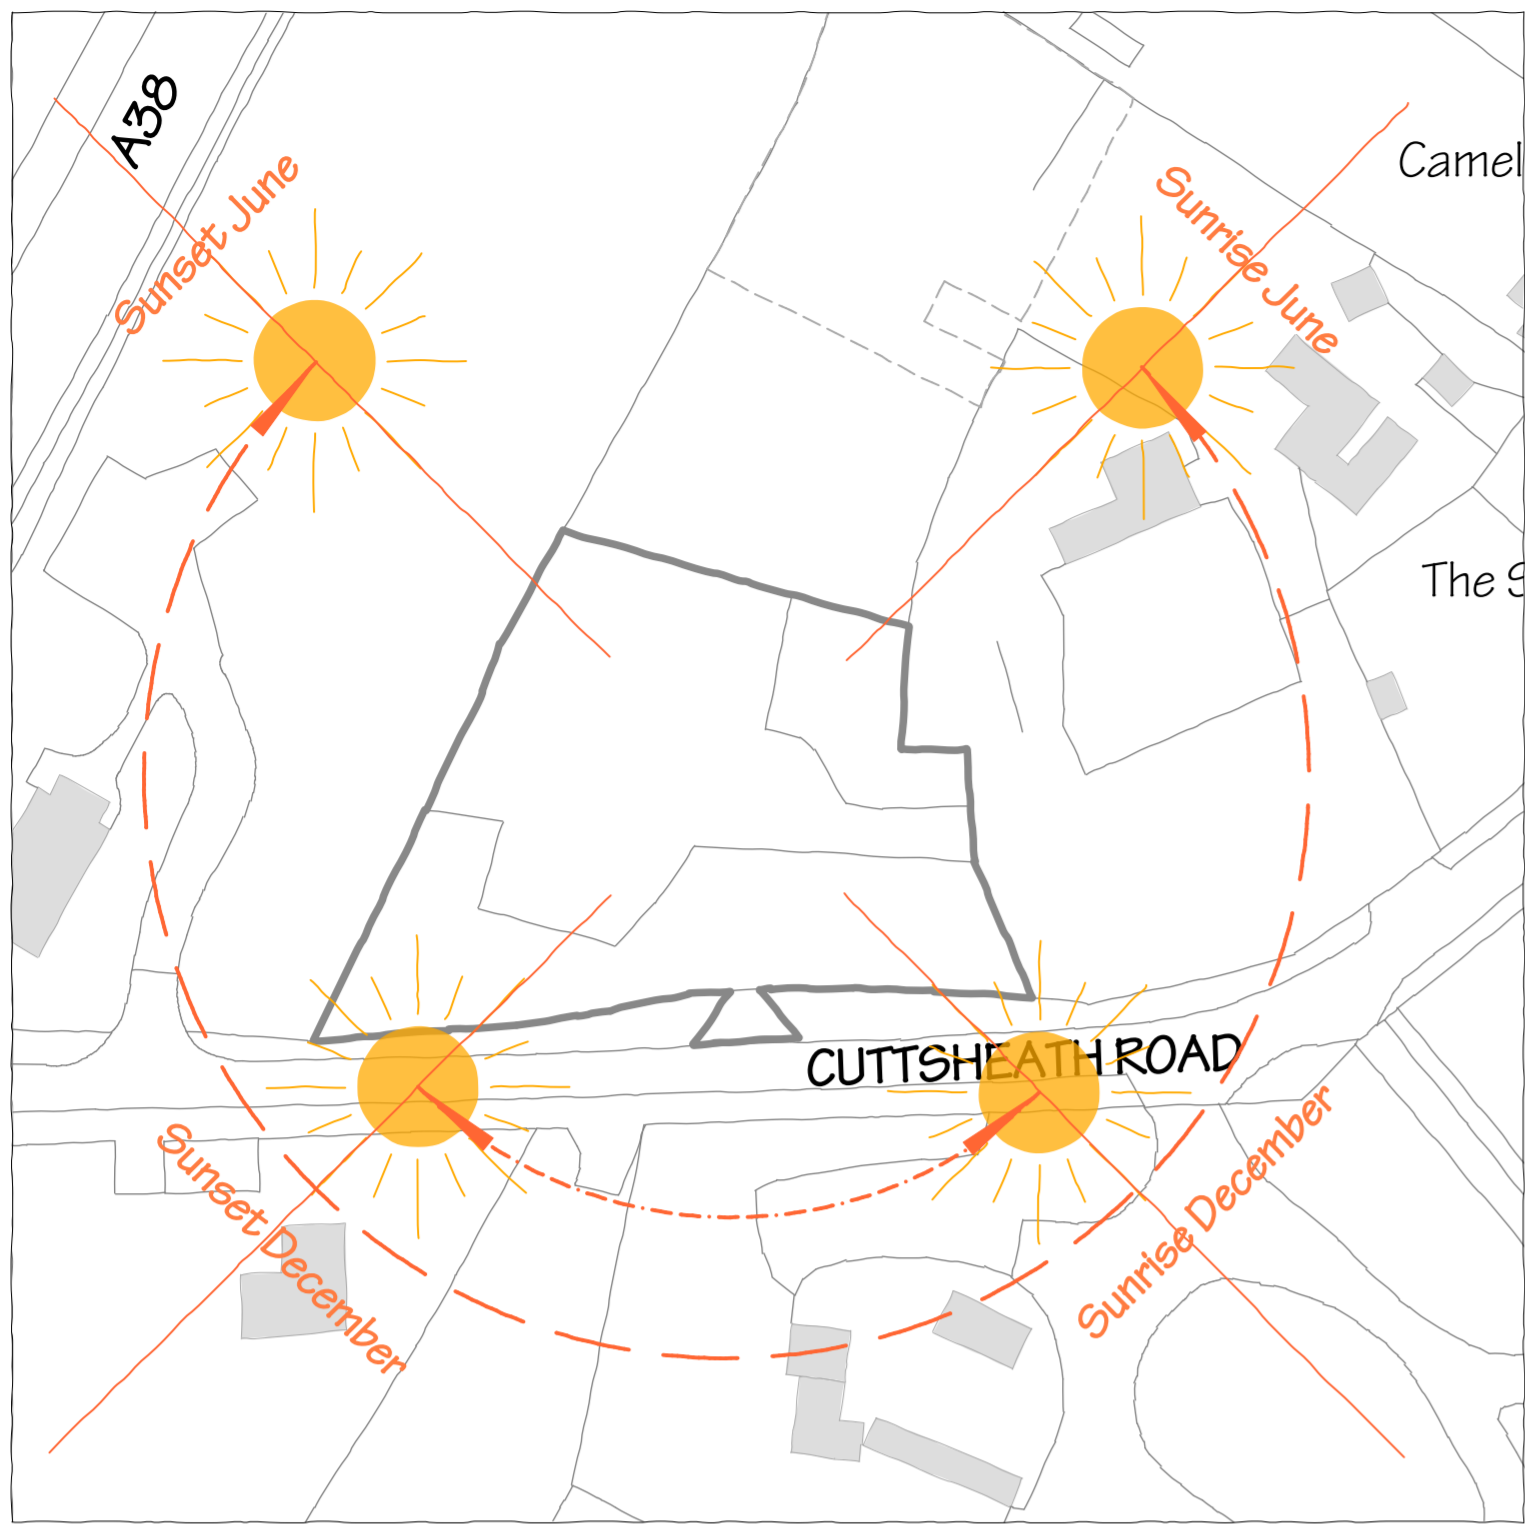 A38
Sunset June
Sunrise June
Camel
The S
CUTTSHEATH ROAD
Sunset December
Sunrise December